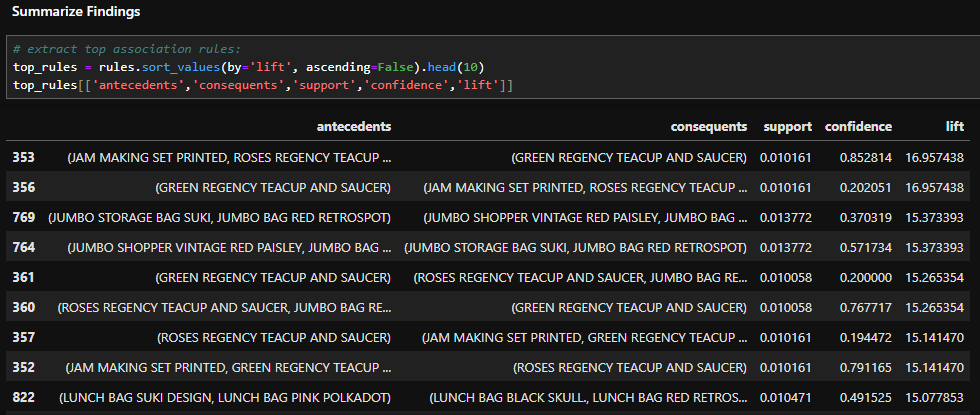 Summarize Findings
# extract top association rules:
top_rules = rules.sort_values(by='lift', ascending=False).head(10)
top_rules[['antecedents','consequents','support','confidence','lift']]
antecedents consequents support confidence lift
353 (JAM MAKING SET PRINTED, ROSES REGENCY TEACUP ... (GREEN REGENCY TEACUP AND SAUCER) 0.010161 0.852814 16.957438
356 (GREEN REGENCY TEACUP AND SAUCER) (JAM MAKING SET PRINTED, ROSES REGENCY TEACUP ... 0.010161 0.202051 16.957438
769 (JUMBO STORAGE BAG SUKI, JUMBO BAG RED RETROSPOT) (JUMBO SHOPPER VINTAGE RED PAISLEY, JUMBO BAG ... 0.013772 0.370319 15.373393
764 (JUMBO SHOPPER VINTAGE RED PAISLEY, JUMBO BAG ... (JUMBO STORAGE BAG SUKI, JUMBO BAG RED RETROSPOT) 0.013772 0.571734 15.373393
361 (GREEN REGENCY TEACUP AND SAUCER) (ROSES REGENCY TEACUP AND SAUCER, JUMBO BAG RE... 0.010058 0.200000 15.265354
360 (ROSES REGENCY TEACUP AND SAUCER, JUMBO BAG RE... (GREEN REGENCY TEACUP AND SAUCER) 0.010058 0.767717 15.265354
357 (ROSES REGENCY TEACUP AND SAUCER) (JAM MAKING SET PRINTED, GREEN REGENCY TEACUP ... 0.010161 0.194472 15.141470
352 (JAM MAKING SET PRINTED, GREEN REGENCY TEACUP ... (ROSES REGENCY TEACUP AND SAUCER) 0.010161 0.791165 15.141470
822 (LUNCH BAG SUKI DESIGN, LUNCH BAG PINK POLKADOT) (LUNCH BAG BLACK SKULL., LUNCH BAG RED RETROS... 0.010471 0.491525 15.077853